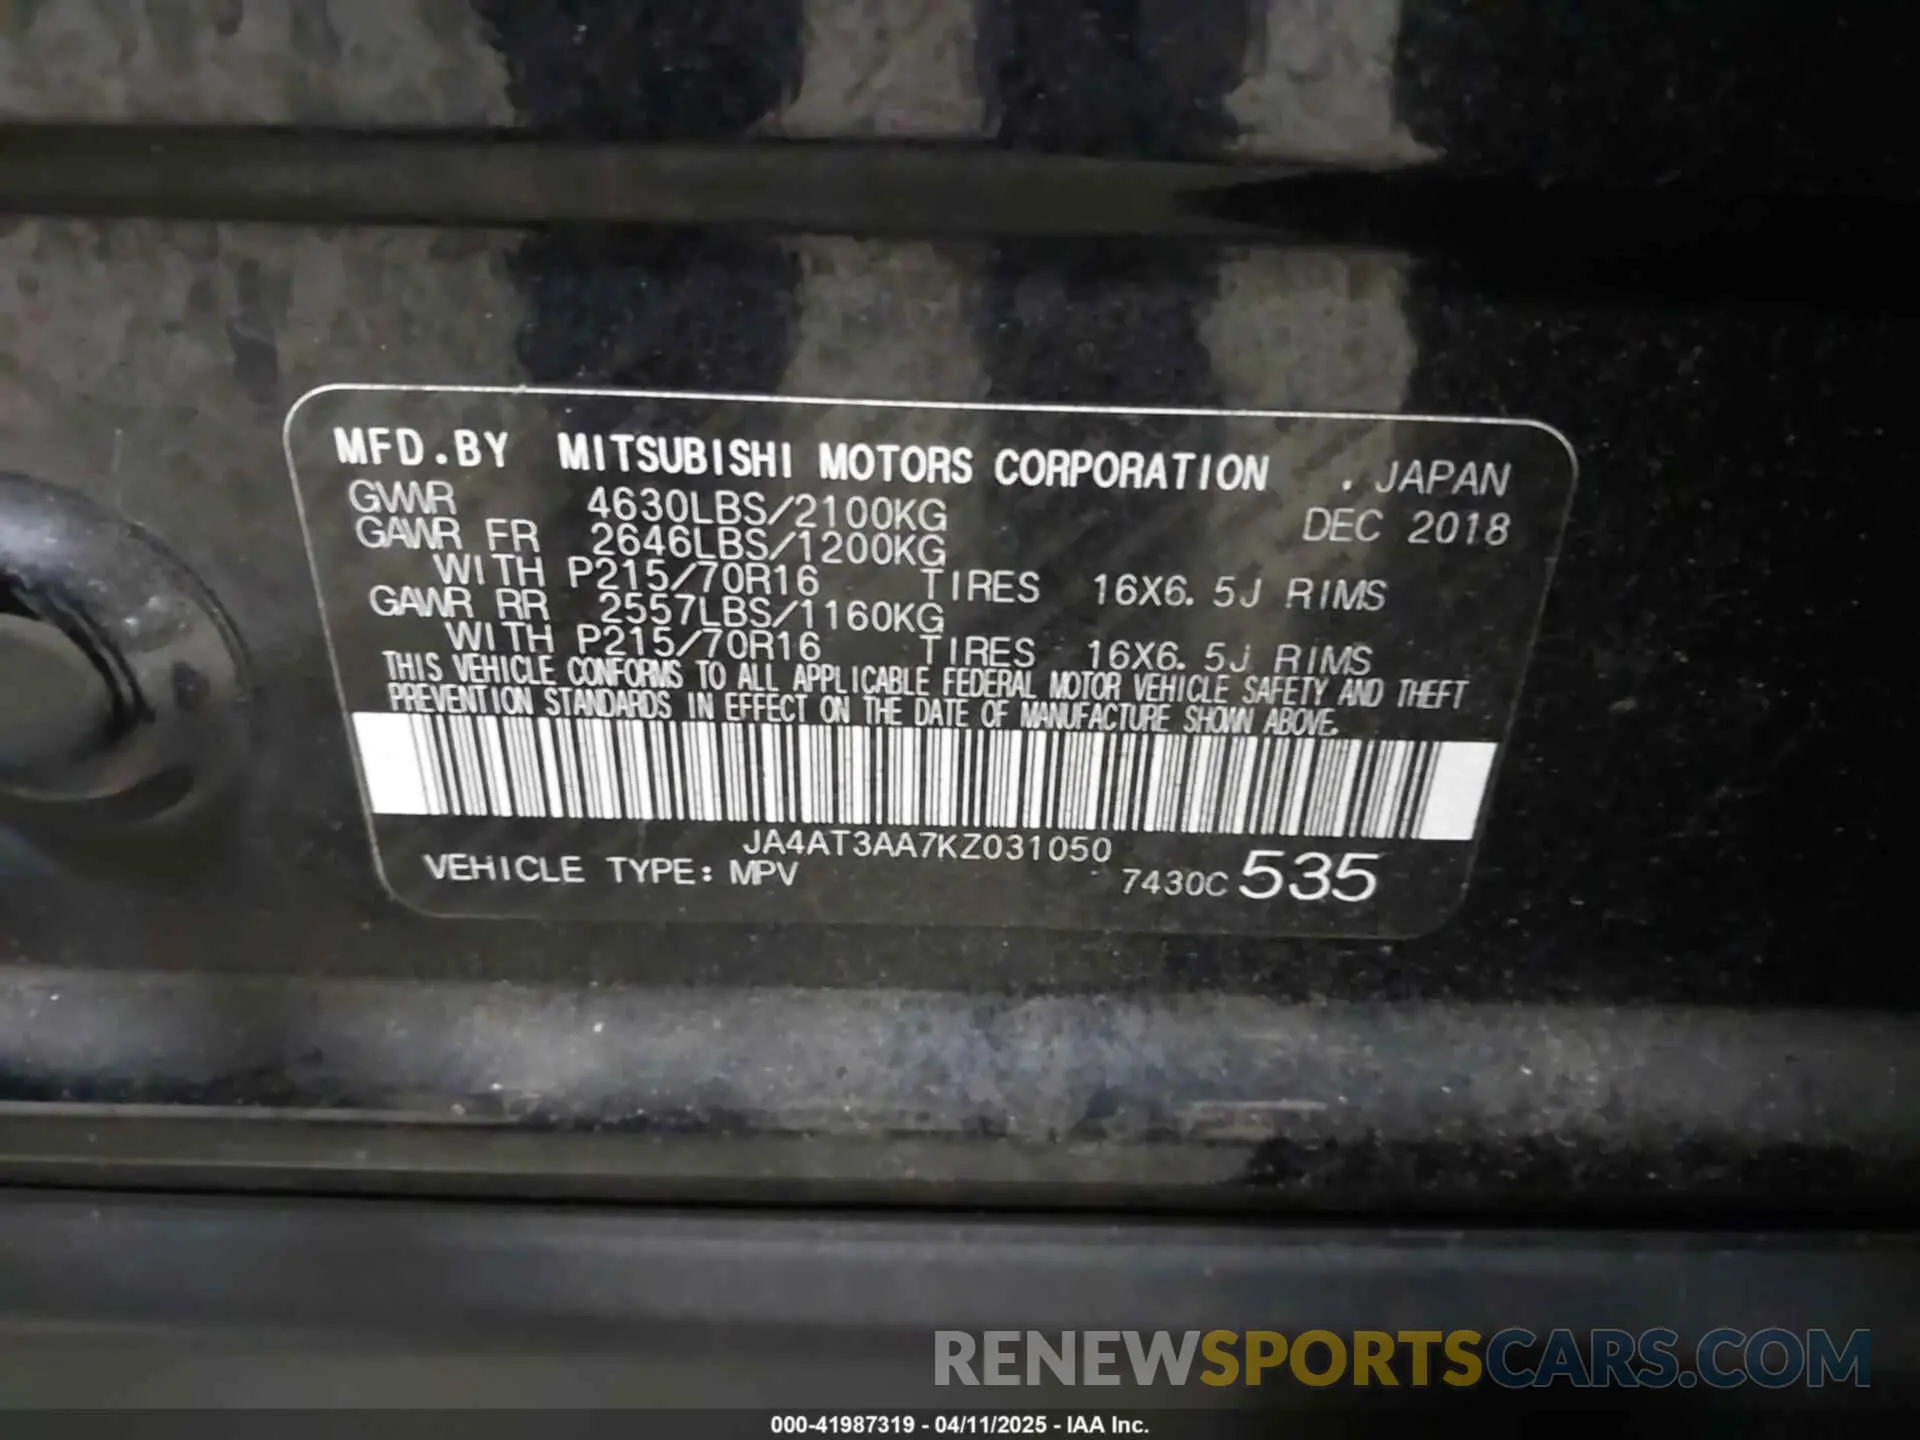 MFD.BY MITSUBISHI MOTORS CORPORATION . JAPAN
GVWR 4630LBS/2100KG DEC 2018
GAWR FR 2646LBS/1200KG
WITH P215/70R16 TIRES 16X6.5J RIMS
GAWR RR 2557LBS/1160KG
WITH P215/70R16 TIRES 16X6.5J RIMS
THIS VEHICLE CONFORMS TO ALL APPLICABLE FEDERAL MOTOR VEHICLE SAFETY AND THEFT
PREVENTION STANDARDS IN EFFECT ON THE DATE OF MANUFACTURE SHOWN ABOVE.
JA4AT3AA7KZ031050
VEHICLE TYPE: MPV 7430C 535
RENEWSPORTSCARS.COM
000-41987319 - 04/11/2025 - IAA Inc.